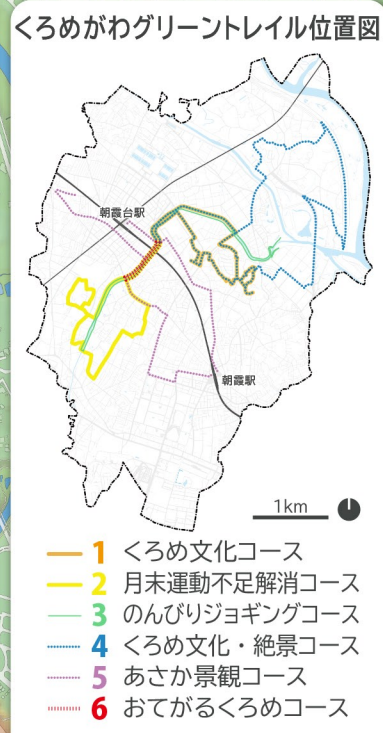 くろめがわグリーントレイル位置図
朝霞台駅
朝霞駅
1km
1 くろめ文化コース
2 月末運動不足解消コース
3 のんびりジョギングコース
4 くろめ文化・絶景コース
5 あさか景観コース
6 おてがるくろめコース